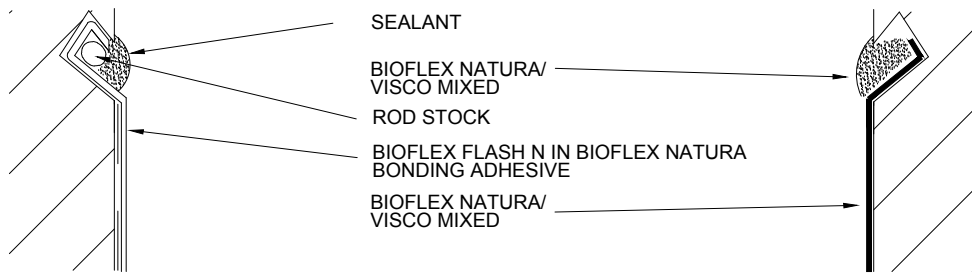 SEALANT
BIOFLEX NATURA/
VISCO MIXED
ROD STOCK
BIOFLEX FLASH N IN BIOFLEX NATURA
BONDING ADHESIVE
BIOFLEX NATURA/
VISCO MIXED